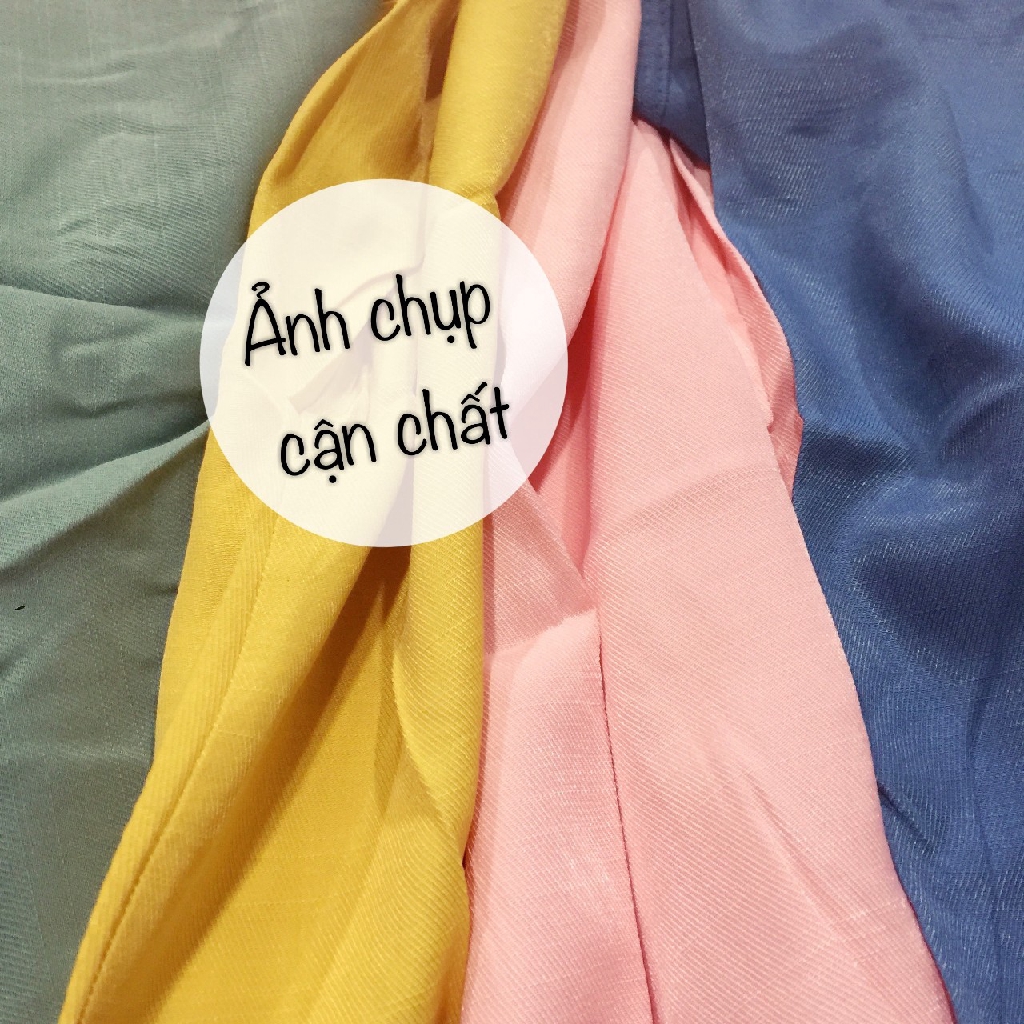 Ảnh chụp
cận chất